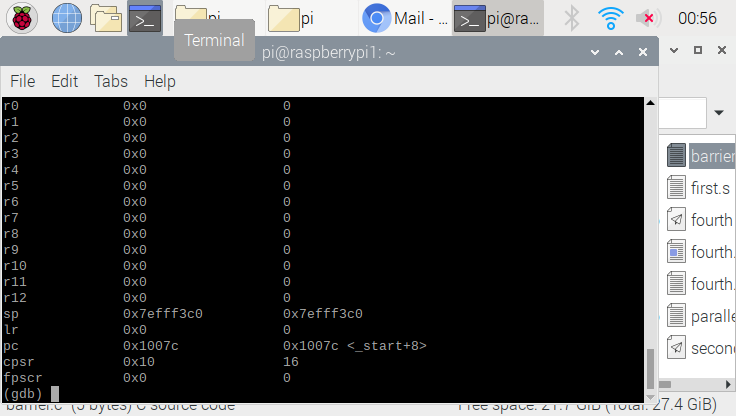 pi
pi
Mail - ...
pi@ra...
00:56
Terminal
pi@raspberrypi1: ~
File Edit Tabs Help
r0 0x0 0
r1 0x0 0
r2 0x0 0
r3 0x0 0
r4 0x0 0
r5 0x0 0
r6 0x0 0
r7 0x0 0
r8 0x0 0
r9 0x0 0
r10 0x0 0
r11 0x0 0
r12 0x0 0
sp 0x7efff3c0 0x7efff3c0
lr 0x0 0
pc 0x1007c 0x1007c <_start+8>
cpsr 0x10 16
fpscr 0x0 0
(gdb)
barrier
first.s
fourth
fourth.
fourth.
paralle
secon
barrier.c" (5 bytes) C source code
Free space: 21.7 GiB (Total: 27.4 GiB)